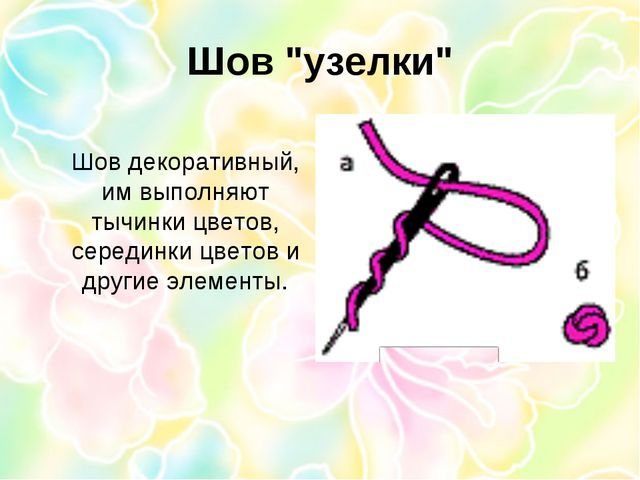 Шов "узелки"
Шов декоративный,
им выполняют
тычинки цветов,
серединки цветов и
другие элементы.
а
б